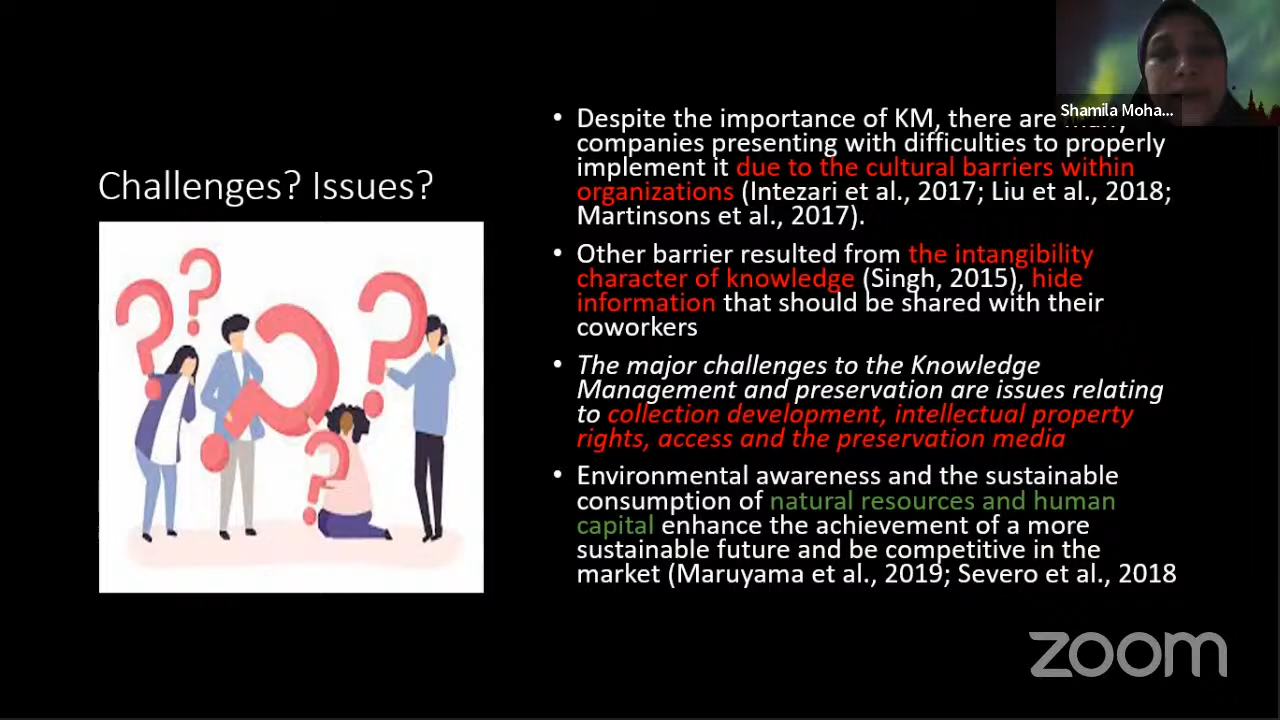 Shamila Moha...
Challenges? Issues?
• Despite the importance of KM, there are
companies presenting with difficulties to properly
implement it due to the cultural barriers within
organizations (Intezari et al., 2017; Liu et al., 2018;
Martinsons et al., 2017).
• Other barrier resulted from the intangibility
character of knowledge (Singh, 2015), hide
information that should be shared with their
coworkers
• The major challenges to the Knowledge
Management and preservation are issues relating
to collection development, intellectual property
rights, access and the preservation media
• Environmental awareness and the sustainable
consumption of natural resources and human
capital enhance the achievement of a more
sustainable future and be competitive in the
market (Maruyama et al., 2019; Severo et al., 2018
zoom